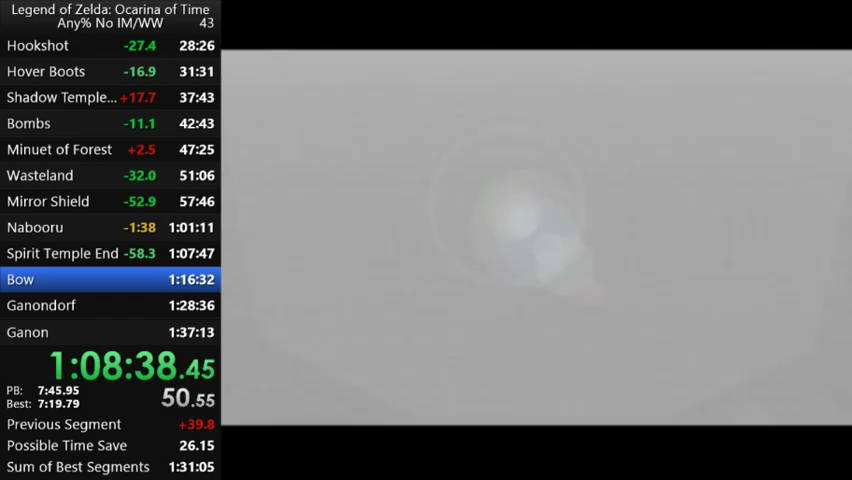 Legend of Zelda: Ocarina of Time
Any% No IM/WW 43
Hookshot -27.4 28:26
Hover Boots -16.9 31:31
Shadow Temple... +17.7 37:43
Bombs -11.1 42:43
Minuet of Forest +2.5 47:25
Wasteland -32.0 51:06
Mirror Shield -52.9 57:46
Nabooru -1:38 1:01:11
Spirit Temple End -58.3 1:07:47
Bow 1:16:32
Ganondorf 1:28:36
Ganon 1:37:13
1:08:38.45
PB: 7:45.95
Best: 7:19.79
50.55
Previous Segment +39.8
Possible Time Save 26.15
Sum of Best Segments 1:31:05